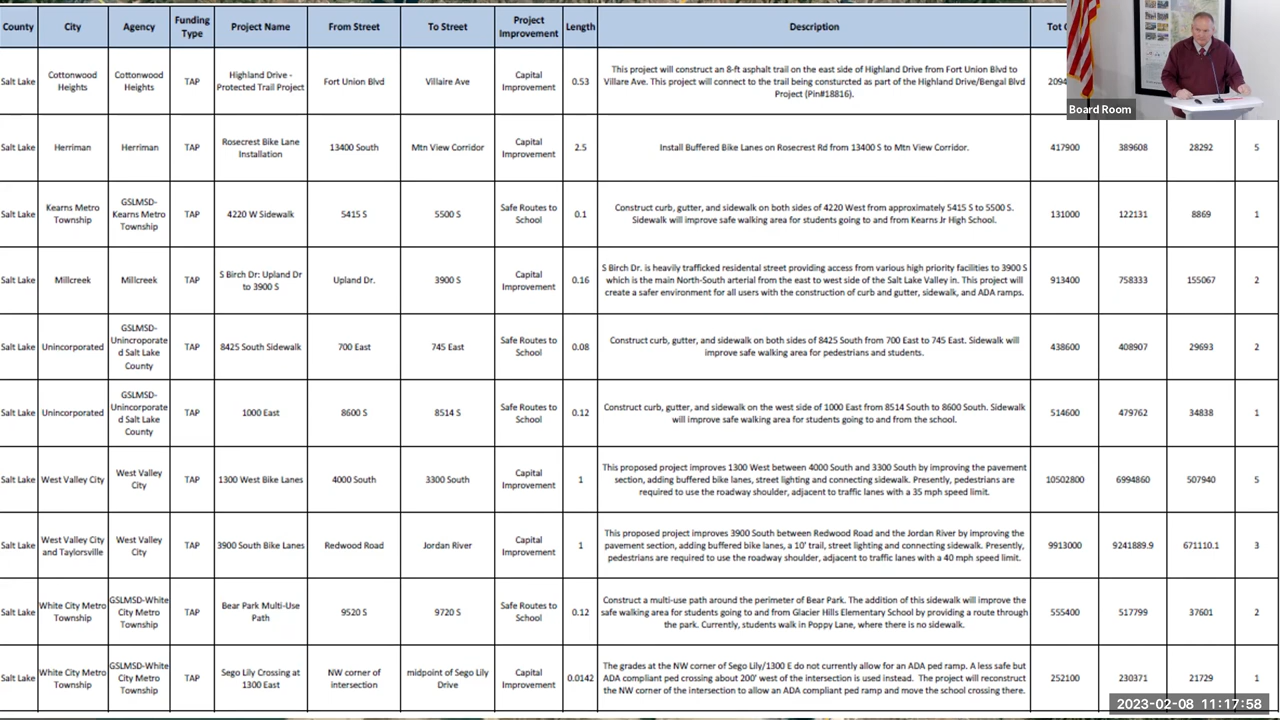 County City Agency Funding Type Project Name From Street To Street Project Improvement Length Description Tot
Salt Lake Cottonwood Heights Cottonwood Heights TAP Highland Drive - Protected Trail Project Fort Union Blvd Villaire Ave Capital Improvement 0.53 This project will construct an 8-ft asphalt trail on the east side of Highland Drive from Fort Union Blvd to Villare Ave. This project will connect to the trail being consturcted as part of the Highland Drive/Bengal Blvd Project (Pin#18816).
Board Room
Salt Lake Herriman Herriman TAP Rosecrest Bike Lane Installation 13400 South Mtn View Corridor Capital Improvement 2.5 Install Buffered Bike Lanes on Rosecrest Rd from 13400 S to Mtn View Corridor. 417900 389608 28292 5
Salt Lake Kearns Metro Township GSLMSD-Kearns Metro Township TAP 4220 W Sidewalk 5415 S 5500 S Safe Routes to School 0.1 Construct curb, gutter, and sidewalk on both sides of 4220 West from approximately 5415 S to 5500 S. Sidewalk will improve safe walking area for students going to and from Kearns Jr High School. 131000 122131 8869 1
Salt Lake Millcreek Millcreek TAP S Birch Dr: Upland Dr to 3900 S Upland Dr. 3900 S Capital Improvement 0.16 S Birch Dr. is heavily trafficked residental street providing access from various high priority facilities to 3900 S which is the main North-South arterial from the east to west side of the Salt Lake Valley in. This project will create a safer environment for all users with the construction of curb and gutter, sidewalk, and ADA ramps. 913400 758333 155067 2
Salt Lake Unincorporated GSLMSD-Unincroporated Salt Lake County TAP 8425 South Sidewalk 700 East 745 East Safe Routes to School 0.08 Construct curb, gutter, and sidewalk on both sides of 8425 South from 700 East to 745 East. Sidewalk will improve safe walking area for pedestrians and students. 438600 408907 29693 2
Salt Lake Unincorporated GSLMSD-Unincorporated Salt Lake County TAP 1000 East 8600 S 8514 S Safe Routes to School 0.12 Construct curb, gutter, and sidewalk on the west side of 1000 East from 8514 South to 8600 South. Sidewalk will improve safe walking area for students going to and from the school. 514600 479762 34838 1
Salt Lake West Valley City West Valley City TAP 1300 West Bike Lanes 4000 South 3300 South Capital Improvement 1 This proposed project improves 1300 West between 4000 South and 3300 South by improving the pavement section, adding buffered bike lanes, street lighting and connecting sidewalk. Presently, pedestrians are required to use the roadway shoulder, adjacent to traffic lanes with a 35 mph speed limit. 10502800 6994860 507940 5
Salt Lake West Valley City and Taylorsville West Valley City TAP 3900 South Bike Lanes Redwood Road Jordan River Capital Improvement 1 This proposed project improves 3900 South between Redwood Road and the Jordan River by improving the pavement section, adding buffered bike lanes, a 10' trail, street lighting and connecting sidewalk. Presently, pedestrians are required to use the roadway shoulder, adjacent to traffic lanes with a 40 mph speed limit. 9913000 9241889.9 671110.1 3
Salt Lake White City Metro Township GSLMSD-White City Metro Township TAP Bear Park Multi-Use Path 9520 S 9720 S Safe Routes to School 0.12 Construct a multi-use path around the perimeter of Bear Park. The addition of this sidewalk will improve the safe walking area for students going to and from Glacier Hills Elementary School by providing a route through the park. Currently, students walk in Poppy Lane, where there is no sidewalk. 555400 517799 37601 2
Salt Lake White City Metro Township GSLMSD-White City Metro Township TAP Sego Lily Crossing at 1300 East NW corner of intersection midpoint of Sego Lily Drive Capital Improvement 0.0142 The grades at the NW corner of Sego Lily/1300 E do not currently allow for an ADA ped ramp. A less safe but ADA compliant ped crossing about 200' west of the intersection is used instead. The project will reconstruct the NW corner of the intersection to allow an ADA compliant ped ramp and move the school crossing there. 252100 230371 21729 1
2023-02-08 11:17:58